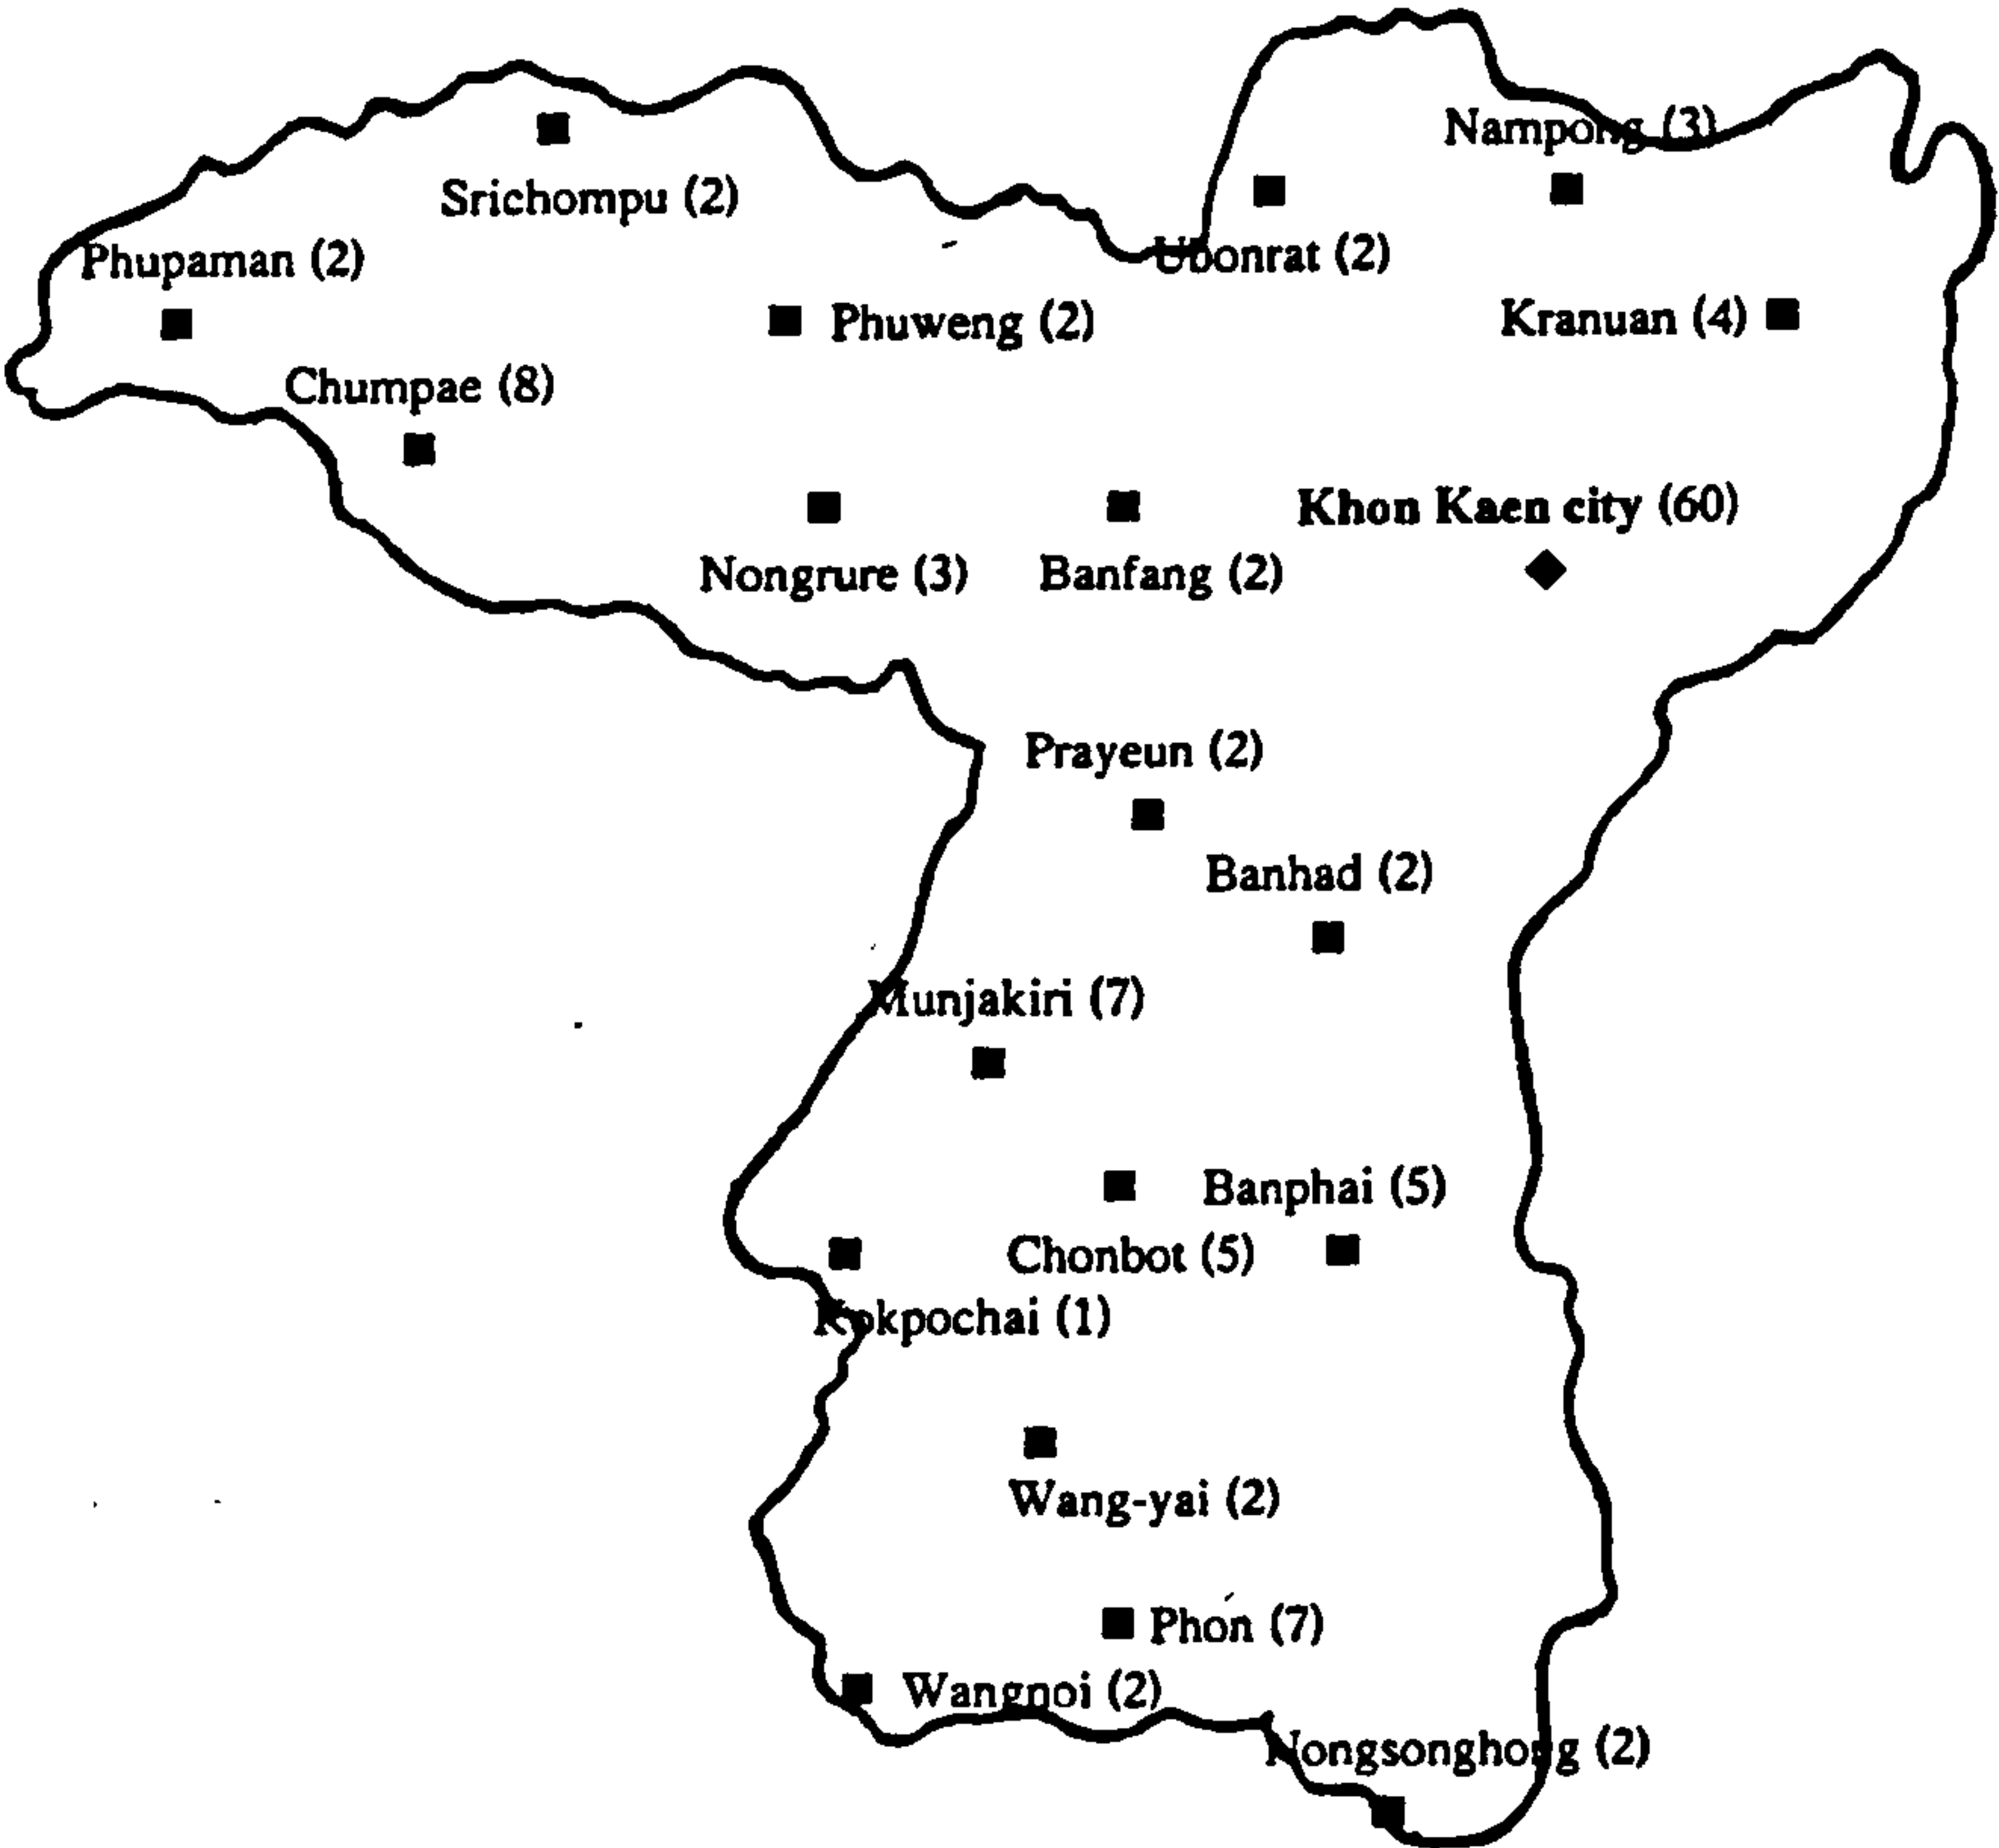 Nampong (3)
Srichompu (2)
Phupaman (2)
Ubonrat (2)
Phuweng (2)
Kranuan (4)
Chumpae (8)
Khon Kaen city (60)
Nongrure (3)
Banfang (2)
Prayeun (2)
Banhad (2)
Munjakiri (7)
Banphai (5)
Chonbot (5)
Kokpochai (1)
Wang-yai (2)
Phon (7)
Wangnoi (2)
Nongsonghong (2)